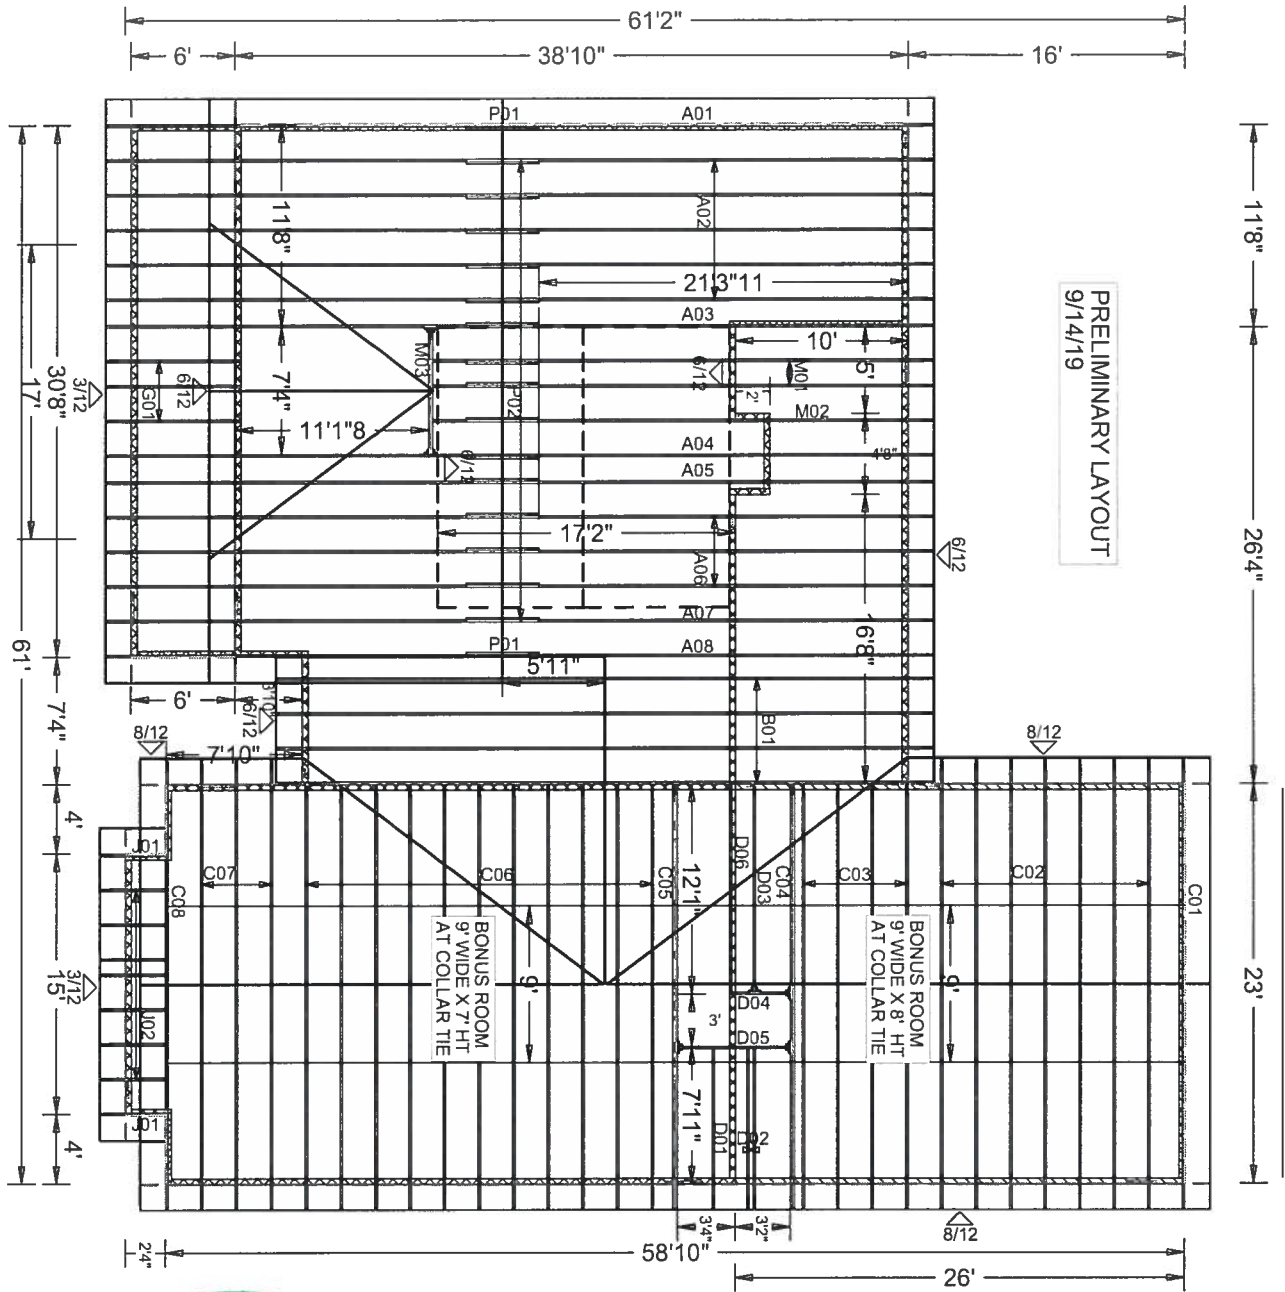 61'2"
6'
38'10"
16'
P01
A01
11'8"
A02
21'3"11
11'8"
PRELIMINARY LAYOUT
9/14/19
A03
10'
6/12
M01
5'
2'
M02
M03
P02
7'4"
G01
6/12
3/12
30'8"
17'
11'1"8
A04
4'8"
6/12
A05
17'2"
A06
6/12
26'4"
A07
P01
A08
16'8"
5'11"
61'
6'
3'10"
6/12
7'4"
B01
8/12
7'10"
8/12
4'
J01
C07
C06
C05
12'1"
D06
D03
C04
C03
C02
C01
C08
BONUS ROOM
9' WIDE X 7' HT
AT COLLAR TIE
9'
BONUS ROOM
9' WIDE X 8' HT
AT COLLAR TIE
9'
23'
3/12
15'
J02
D04
3'
D05
7'11"
D01
D02
J01
4'
3'4"
3'2"
8/12
2'4"
58'10"
26'